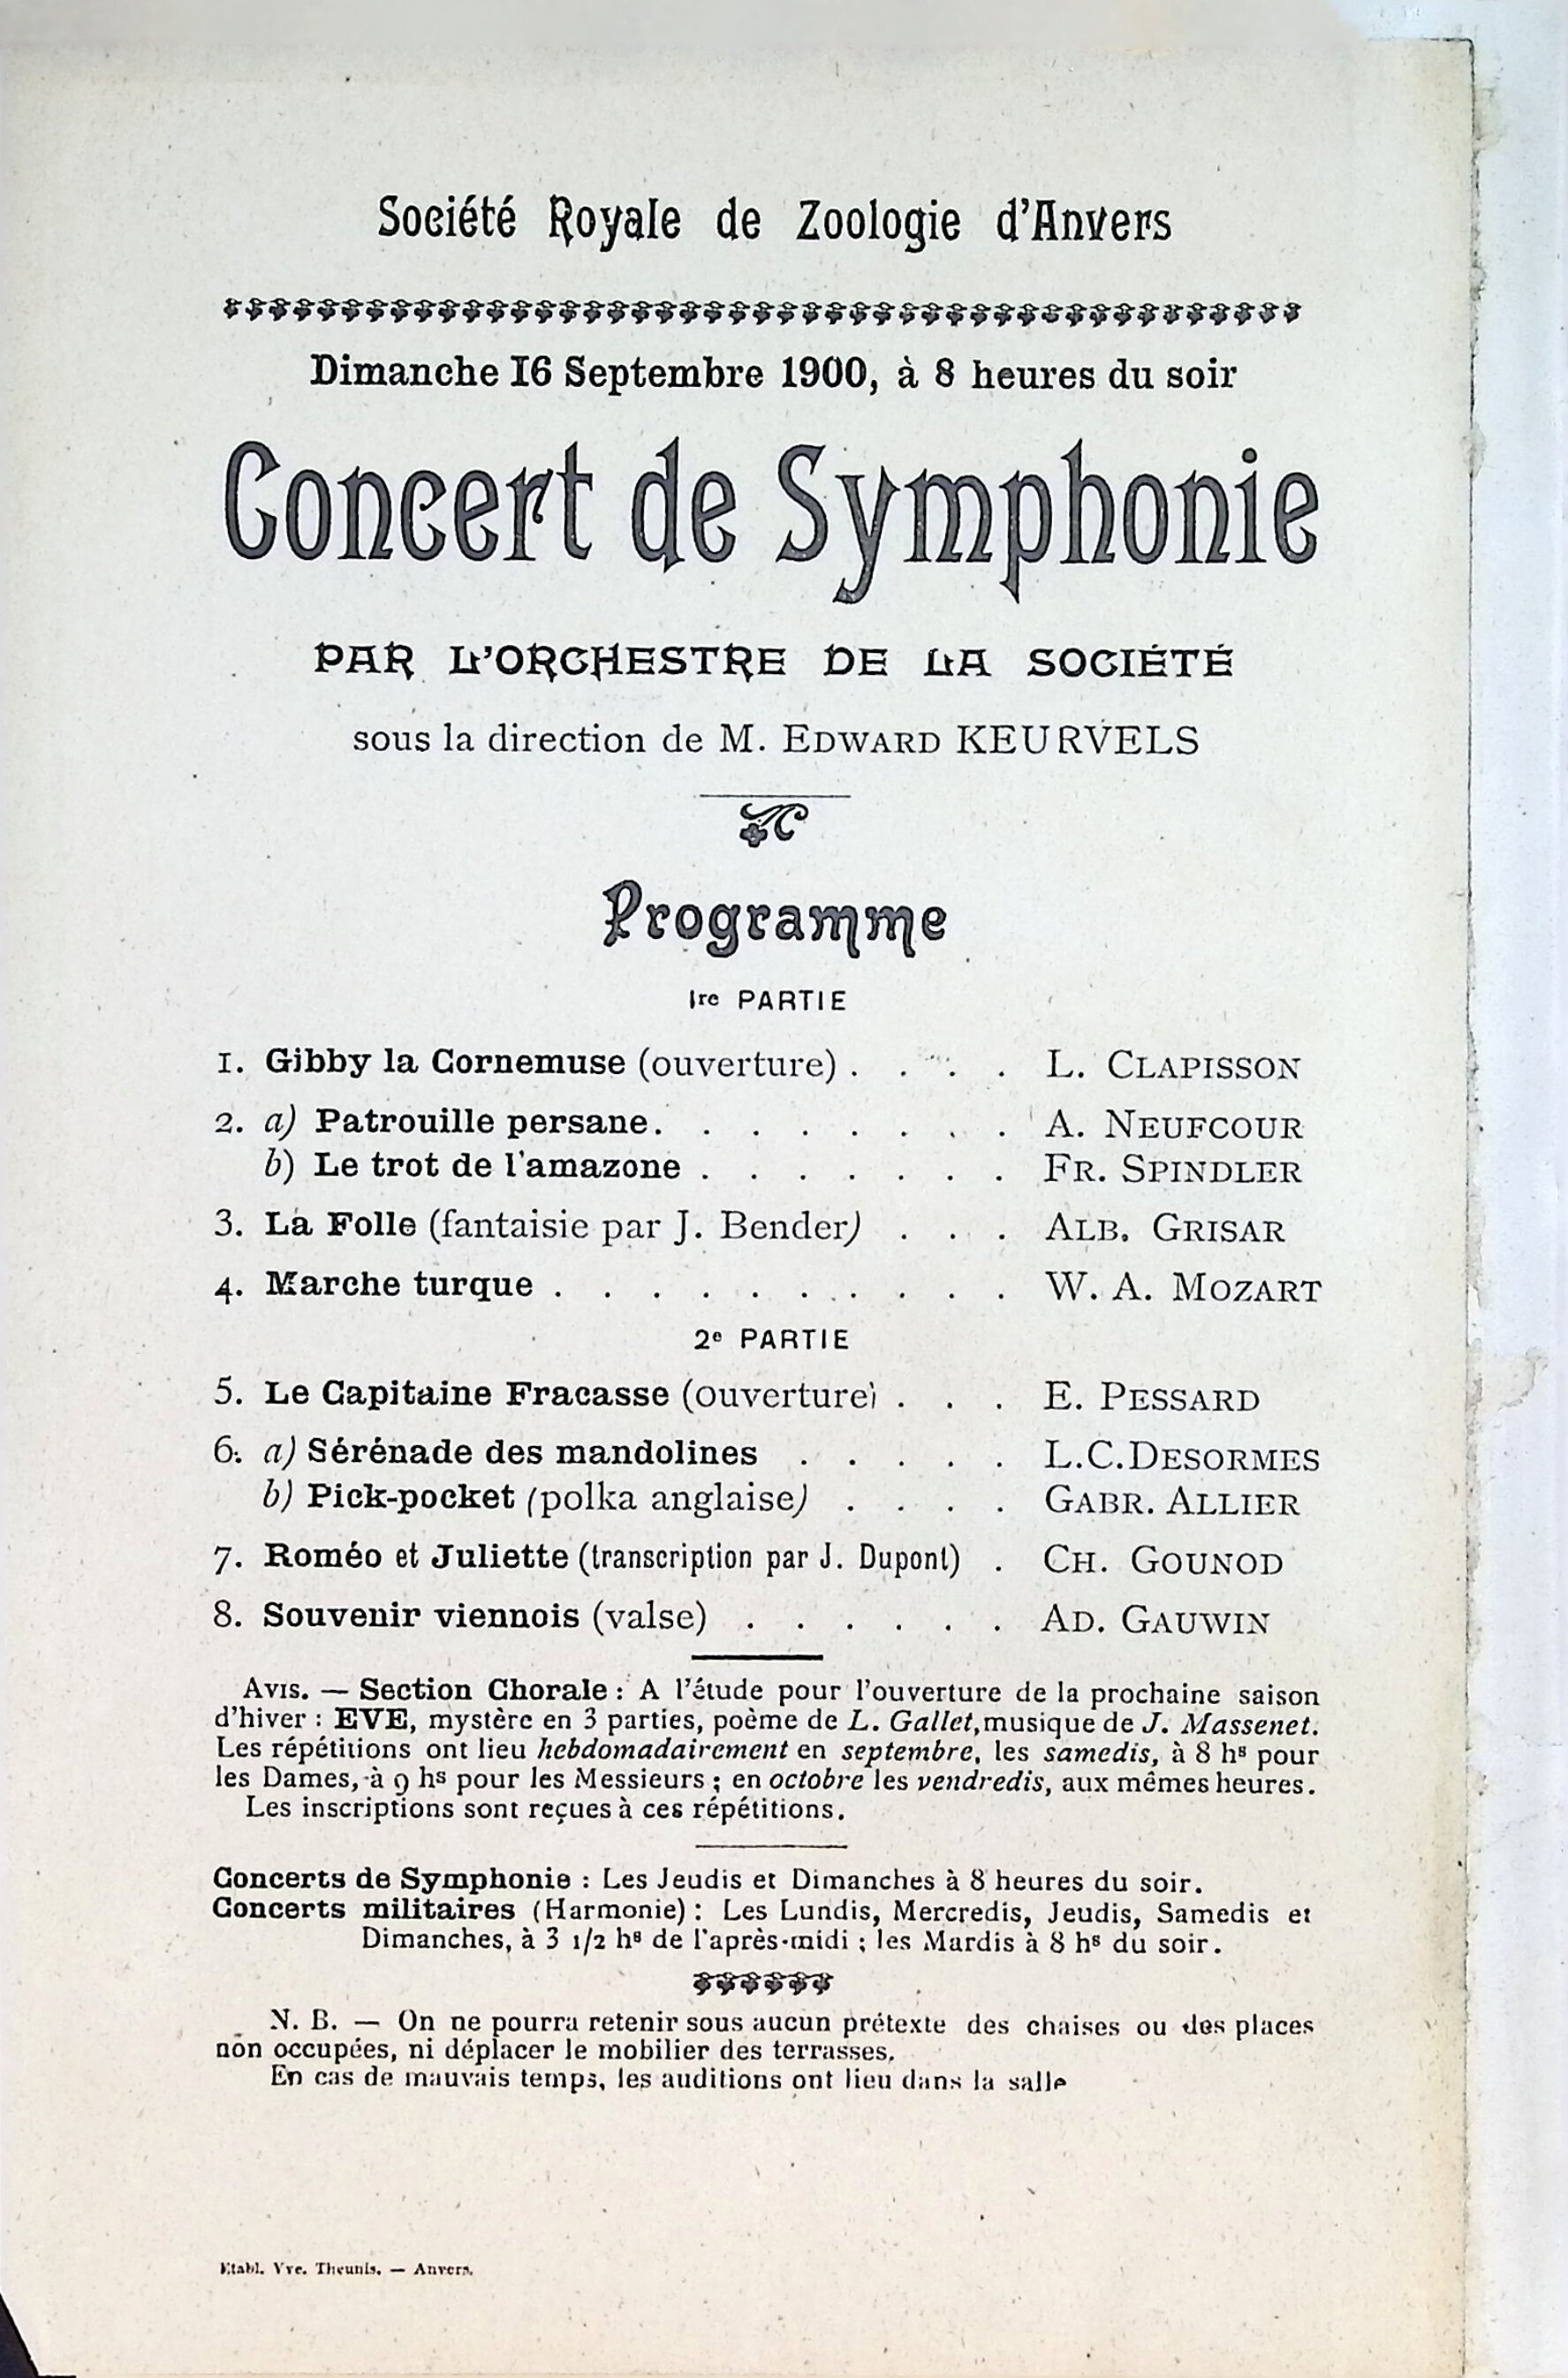 Société Royale de Zoologie d'Anvers
Dimanche 16 Septembre 1900, à 8 heures du soir
Concert de Symphonie
PAR L'ORCHESTRE DE LA SOCIÉTÉ
sous la direction de M. EDWARD KEURVELS
Programme
1re PARTIE
1. Gibby la Cornemuse (ouverture) . . . . L. CLAPISSON
2. a) Patrouille persane. . . . . . . . A. NEUFCOUR
b) Le trot de l'amazone . . . . . . . FR. SPINDLER
3. La Folle (fantaisie par J. Bender) . . . ALB. GRISAR
4. Marche turque . . . . . . . . . . W. A. MOZART
2e PARTIE
5. Le Capitaine Fracasse (ouverture) . . . E. PESSARD
6. a) Sérénade des mandolines . . . . . L.C.DESORMES
b) Pick-pocket (polka anglaise) . . . . GABR. ALLIER
7. Roméo et Juliette (transcription par J. Dupont) . CH. GOUNOD
8. Souvenir viennois (valse) . . . . . . AD. GAUWIN
AVIS. — Section Chorale : A l'étude pour l'ouverture de la prochaine saison
d'hiver : EVE, mystère en 3 parties, poème de L. Gallet, musique de J. Massenet.
Les répétitions ont lieu hebdomadairement en septembre, les samedis, à 8 hs pour
les Dames, à 9 hs pour les Messieurs ; en octobre les vendredis, aux mêmes heures.
Les inscriptions sont reçues à ces répétitions.
Concerts de Symphonie : Les Jeudis et Dimanches à 8 heures du soir.
Concerts militaires (Harmonie) : Les Lundis, Mercredis, Jeudis, Samedis et
Dimanches, à 3 1/2 hs de l'après-midi ; les Mardis à 8 hs du soir.
N. B. — On ne pourra retenir sous aucun prétexte des chaises ou des places
non occupées, ni déplacer le mobilier des terrasses.
En cas de mauvais temps, les auditions ont lieu dans la salle
Etabl. Vve. Theunis. — Anvers.